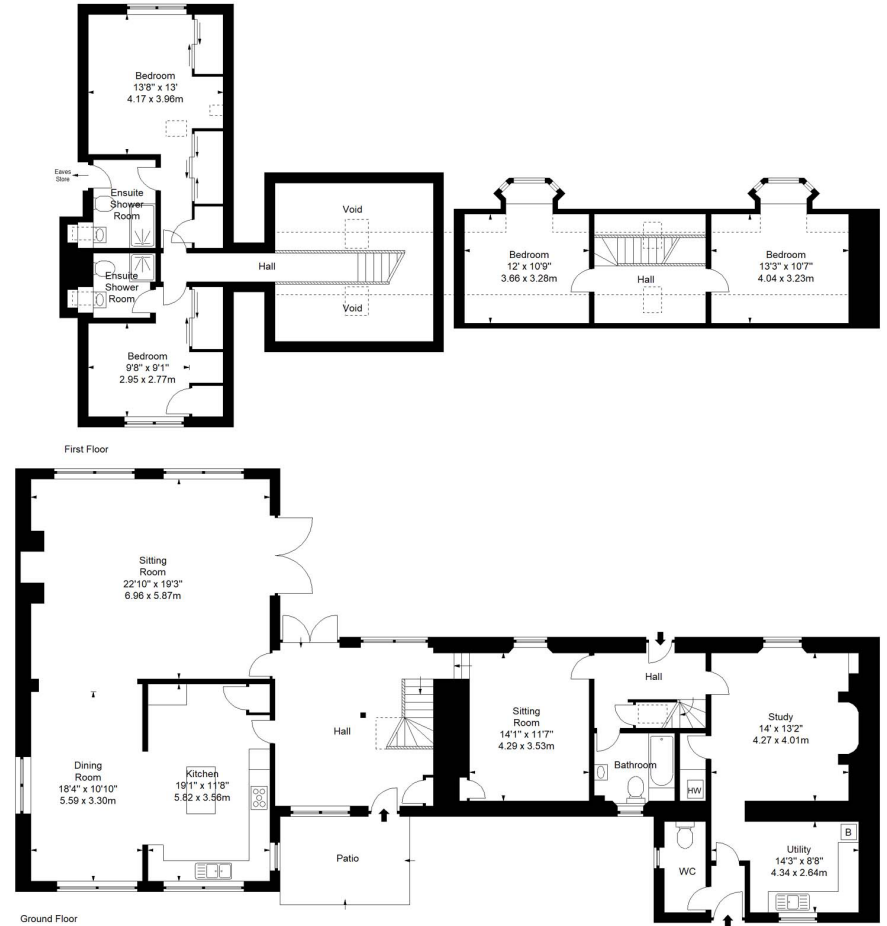 Bedroom
13'8" x 13'
4.17 x 3.96m
Eaves
Store
Ensuite
Shower
Room
Ensuite
Shower
Room
Hall
Void
Void
Bedroom
9'8" x 9'1"
2.95 x 2.77m
Bedroom
12' x 10'9"
3.66 x 3.28m
Hall
Bedroom
13'3" x 10'7"
4.04 x 3.23m
First Floor
Sitting
Room
22'10" x 19'3"
6.96 x 5.87m
Dining
Room
18'4" x 10'10"
5.59 x 3.30m
Kitchen
19'1" x 11'8"
5.82 x 3.56m
Hall
Patio
Sitting
Room
14'1" x 11'7"
4.29 x 3.53m
Hall
Bathroom
HW
Study
14' x 13'2"
4.27 x 4.01m
WC
Utility
14'3" x 8'8"
4.34 x 2.64m
B
Ground Floor